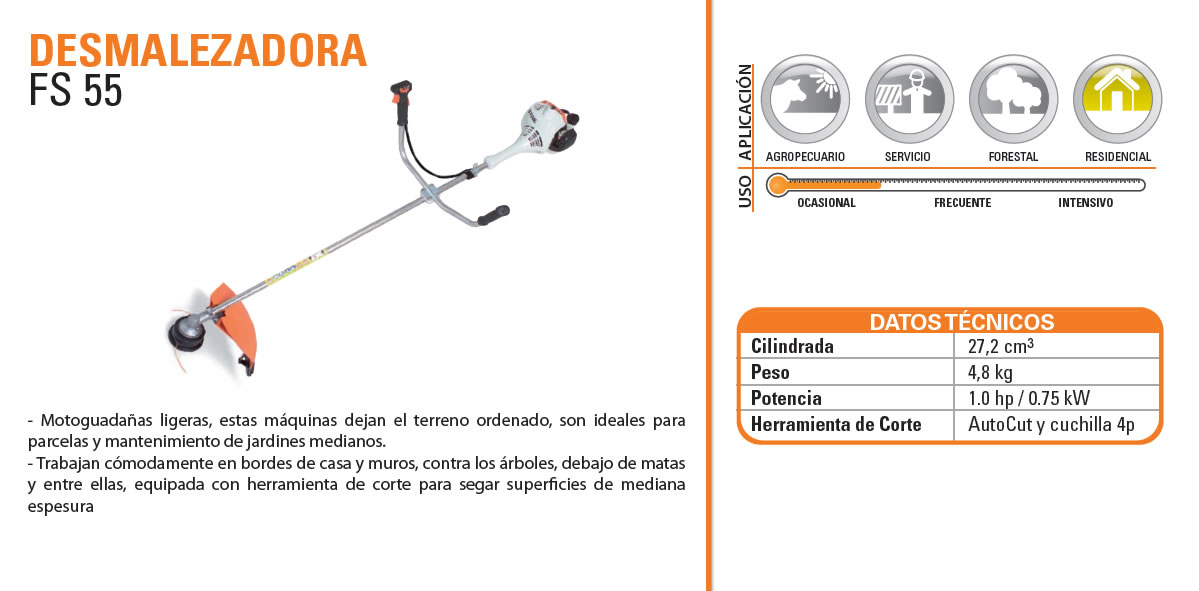 DESMALEZADORA
FS 55
- Motoguadañas ligeras, estas máquinas dejan el terreno ordenado, son ideales para
parcelas y mantenimiento de jardines medianos.
- Trabajan cómodamente en bordes de casa y muros, contra los árboles, debajo de matas
y entre ellas, equipada con herramienta de corte para segar superficies de mediana
espesura
APLICACIÓN
AGROPECUARIO SERVICIO FORESTAL RESIDENCIAL
USO
OCASIONAL FRECUENTE INTENSIVO
DATOS TÉCNICOS
Cilindrada 27,2 cm³
Peso 4,8 kg
Potencia 1.0 hp / 0.75 kW
Herramienta de Corte AutoCut y cuchilla 4p